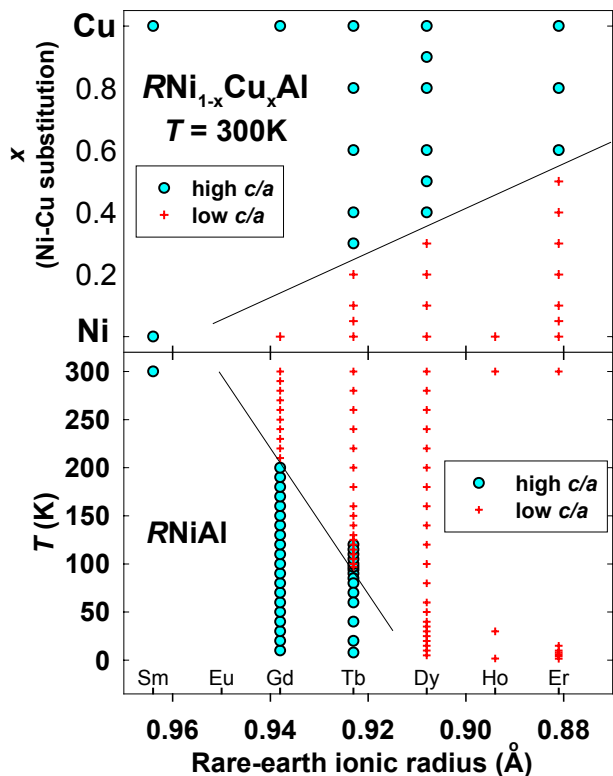 Cu
0.8
0.6
0.4
0.2
Ni
x
(Ni-Cu substitution)
RNi1-xCuxAl
T = 300K
high c/a
low c/a
300
250
200
150
100
50
0
T (K)
RNiAl
high c/a
low c/a
Sm Eu Gd Tb Dy Ho Er
0.96 0.94 0.92 0.90 0.88
Rare-earth ionic radius (Å)